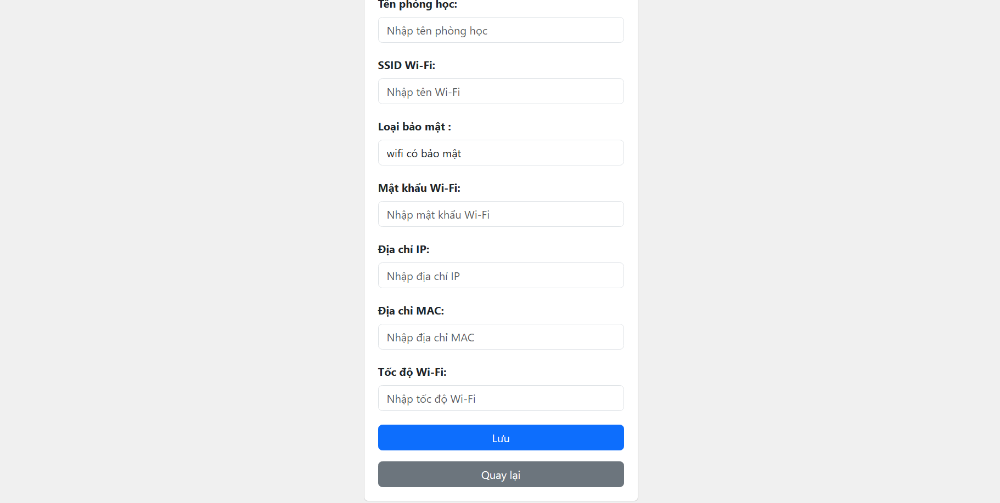 Tên phòng học:
Nhập tên phòng học
SSID Wi-Fi:
Nhập tên Wi-Fi
Loại bảo mật :
wifi có bảo mật
Mật khẩu Wi-Fi:
Nhập mật khẩu Wi-Fi
Địa chỉ IP:
Nhập địa chỉ IP
Địa chỉ MAC:
Nhập địa chỉ MAC
Tốc độ Wi-Fi:
Nhập tốc độ Wi-Fi
Lưu
Quay lại